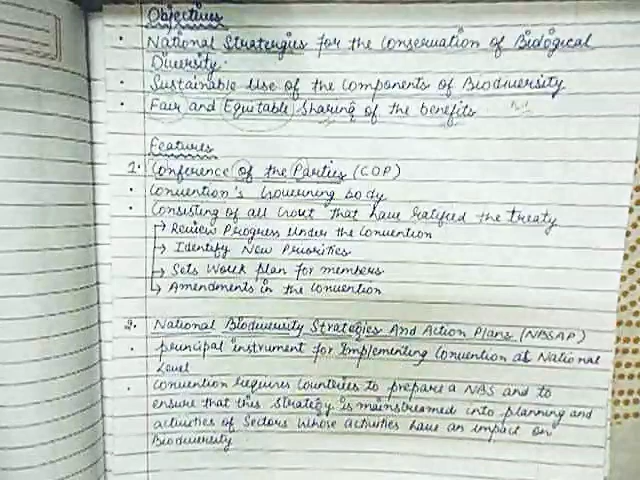 Objectives
• National Strategies for the Conservation of Biological
Diversity.
• Sustainable Use of the Components of Biodiversity
• Fair and Equitable Sharing of the benefits
Features
1. Conference of the Parties (COP)
• Convention's Governing body
• Consisting of all Govt that have ratified the treaty
→ Review Progress Under the Convention
→ Identify New Priorities
→ Sets Work plan for members
→ Amendments in the Convention
2. National Biodiversity Strategies And Action Plans (NBSAP)
• principal instrument for Implementing Convention at National
Level
• Convention requires Countries to prepare a NBS and to
ensure that this Strategy is mainstreamed into planning and
activities of Sectors whose activities have an impact on
Biodiversity